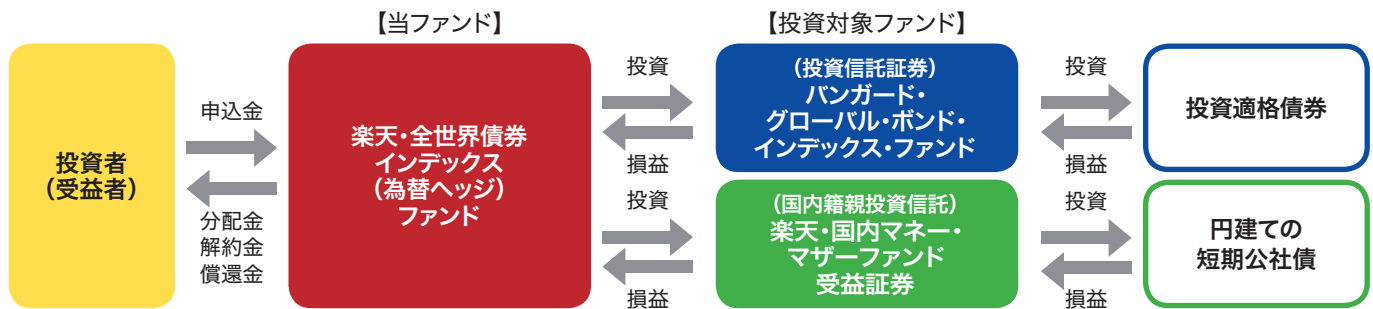 【当ファンド】
【投資対象ファンド】
投資者
（受益者）
申込金
分配金
解約金
償還金
楽天・全世界債券
インデックス
（為替ヘッジ）
ファンド
投資
損益
投資
損益
（投資信託証券）
バンガード・
グローバル・ボンド・
インデックス・ファンド
（国内籍親投資信託）
楽天・国内マネー・
マザーファンド
受益証券
投資
損益
投資
損益
投資適格債券
円建ての
短期公社債